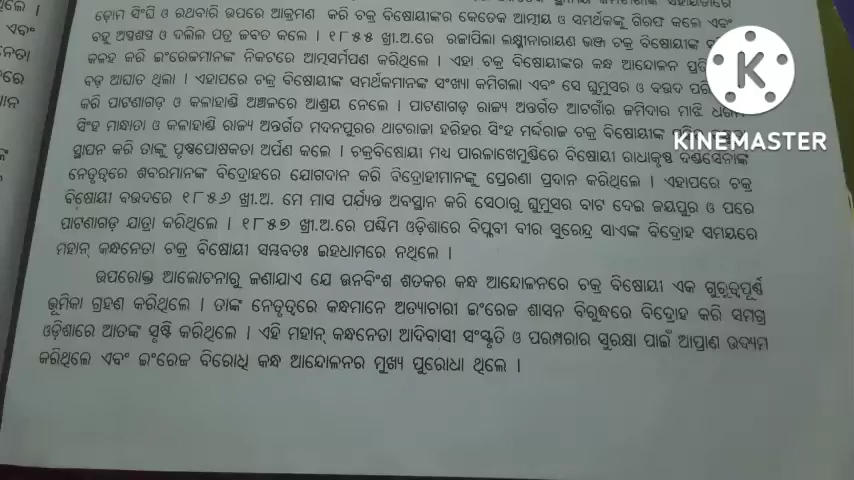 ଡ଼ୋମ ସିଂଘି ଓ ରଥବାରି ଉପରେ ଆକ୍ରମଣ କରି ଚକ୍ର ବିଷୋୟୀଙ୍କର କେତେକ ଆତ୍ମୀୟ ଓ ସମର୍ଥକଙ୍କୁ ଗିରଫ କଲେ ଏବଂ
ବହୁ ଅସ୍ତ୍ରଶସ୍ତ୍ର ଓ ଦଲିଲ ପତ୍ର ଜବତ କଲେ । ୧୮୫୫ ଖ୍ରୀ.ଅ.ରେ ରଜାପିଲା ଲକ୍ଷ୍ମୀନାରାୟଣ ଭଞ୍ଜ ଚକ୍ର ବିଷୋୟୀଙ୍କ
କଳହ କରି ଇଂରେଜମାନଙ୍କ ନିକଟରେ ଆତ୍ମସର୍ମପଣ କରିଥିଲେ । ଏହା ଚକ୍ର ବିଷୋୟୀଙ୍କର କନ୍ଧ ଆନ୍ଦୋଳନ
ବଡ଼ ଆଘାତ ଥିଲା । ଏହାପରେ ଚକ୍ର ବିଷୋୟୀଙ୍କ ସମର୍ଥକମାନଙ୍କ ସଂଖ୍ୟା କମିଗଲା ଏବଂ ସେ ଘୁମୁସର ଓ ବଉଦ
କରି ପାଟଣାଗଡ଼ ଓ କଳାହାଣ୍ଡି ଅଞ୍ଚଳରେ ଆଶ୍ରୟ ନେଲେ । ପାଟଣାଗଡ଼ ରାଜ୍ୟ ଅନ୍ତର୍ଗତ ଆଟଗାଁର ଜମିଦାର ମାଝି
ସିଂହ ମାନ୍ଧାତା ଓ କଳାହାଣ୍ଡି ରାଜ୍ୟ ଅନ୍ତର୍ଗତ ମଦନପୁରର ଥାଟରାଜା ହରିହର ସିଂହ ମର୍ଦ୍ଦରାଜ ଚକ୍ର ବିଷୋୟୀଙ୍କ
ସ୍ଥାପନ କରି ତାଙ୍କୁ ପୃଷ୍ଠପୋଷକତା ଅର୍ପଣ କଲେ । ଚକ୍ରବିଷୋୟୀ ମଧ୍ୟ ପାରଳାଖେମୁଣ୍ଡିରେ ବିଷୋୟୀ ରାଧାକୃଷ୍ଣ ଦଣ୍ଡସେନାଙ୍କ
ନେତୃତ୍ୱରେ ଶବରମାନଙ୍କ ବିଦ୍ରୋହରେ ଯୋଗଦାନ କରି ବିଦ୍ରୋହୀମାନଙ୍କୁ ପ୍ରେରଣା ପ୍ରଦାନ କରିଥିଲେ । ଏହାପରେ ଚକ୍ର
ବିଷୋୟୀ ବଉଦରେ ୧୮୫୬ ଖ୍ରୀ.ଅ. ମେ ମାସ ପର୍ଯ୍ୟନ୍ତ ଅବସ୍ଥାନ କରି ସେଠାରୁ ଘୁମୁସର ବାଟ ଦେଇ ଜୟପୁର ଓ ପରେ
ପାଟଣାଗଡ଼ ଯାତ୍ରା କରିଥିଲେ । ୧୮୫୭ ଖ୍ରୀ.ଅ.ରେ ପଶ୍ଚିମ ଓଡ଼ିଶାରେ ବିପ୍ଲବୀ ବୀର ସୁରେନ୍ଦ୍ର ସାଏଙ୍କ ବିଦ୍ରୋହ ସମୟରେ
ମହାନ୍ କନ୍ଧନେତା ଚକ୍ର ବିଷୋୟୀ ସମ୍ଭବତଃ ଇହଧାମରେ ନଥିଲେ ।
ଉପରୋକ୍ତ ଆଲୋଚନାରୁ ଜଣାଯାଏ ଯେ ଊନବିଂଶ ଶତକର କନ୍ଧ ଆନ୍ଦୋଳନରେ ଚକ୍ର ବିଷୋୟୀ ଏକ ଗୁରୁତ୍ୱପୂର୍ଣ୍ଣ
ଭୂମିକା ଗ୍ରହଣ କରିଥିଲେ । ତାଙ୍କ ନେତୃତ୍ୱରେ କନ୍ଧମାନେ ଅତ୍ୟାଚାରୀ ଇଂରେଜ ଶାସନ ବିରୁଦ୍ଧରେ ବିଦ୍ରୋହ କରି ସମଗ୍ର
ଓଡ଼ିଶାରେ ଆତଙ୍କ ସୃଷ୍ଟି କରିଥିଲେ । ଏହି ମହାନ୍ କନ୍ଧନେତା ଆଦିବାସୀ ସଂସ୍କୃତି ଓ ପରମ୍ପରାର ସୁରକ୍ଷା ପାଇଁ ଆପ୍ରାଣ ଉଦ୍ୟମ
କରିଥିଲେ ଏବଂ ଇଂରେଜ ବିରୋଧି କନ୍ଧ ଆନ୍ଦୋଳନର ମୁଖ୍ୟ ପୁରୋଧା ଥିଲେ ।
K
KINEMASTER